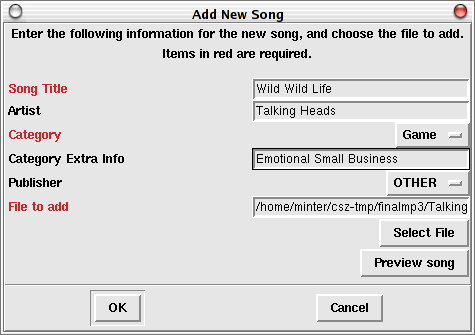 Add New Song
Enter the following information for the new song, and choose the file to add.
Items in red are required.
Song Title Wild Wild Life
Artist Talking Heads
Category Game
Category Extra Info Emotional Small Business
Publisher OTHER
File to add /home/minter/csz-tmp/finalmp3/Talking
Select File
Preview song
OK Cancel